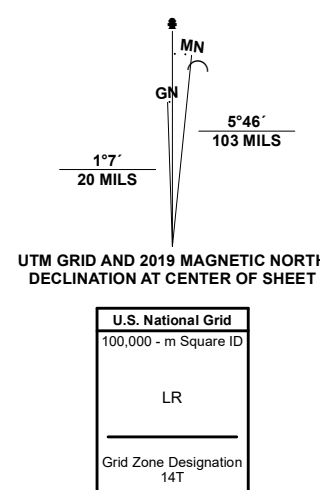 MN
GN
5°46´
103 MILS
1°7´
20 MILS
UTM GRID AND 2019 MAGNETIC NORTH
DECLINATION AT CENTER OF SHEET
U.S. National Grid
100,000 - m Square ID
LR
Grid Zone Designation
14T